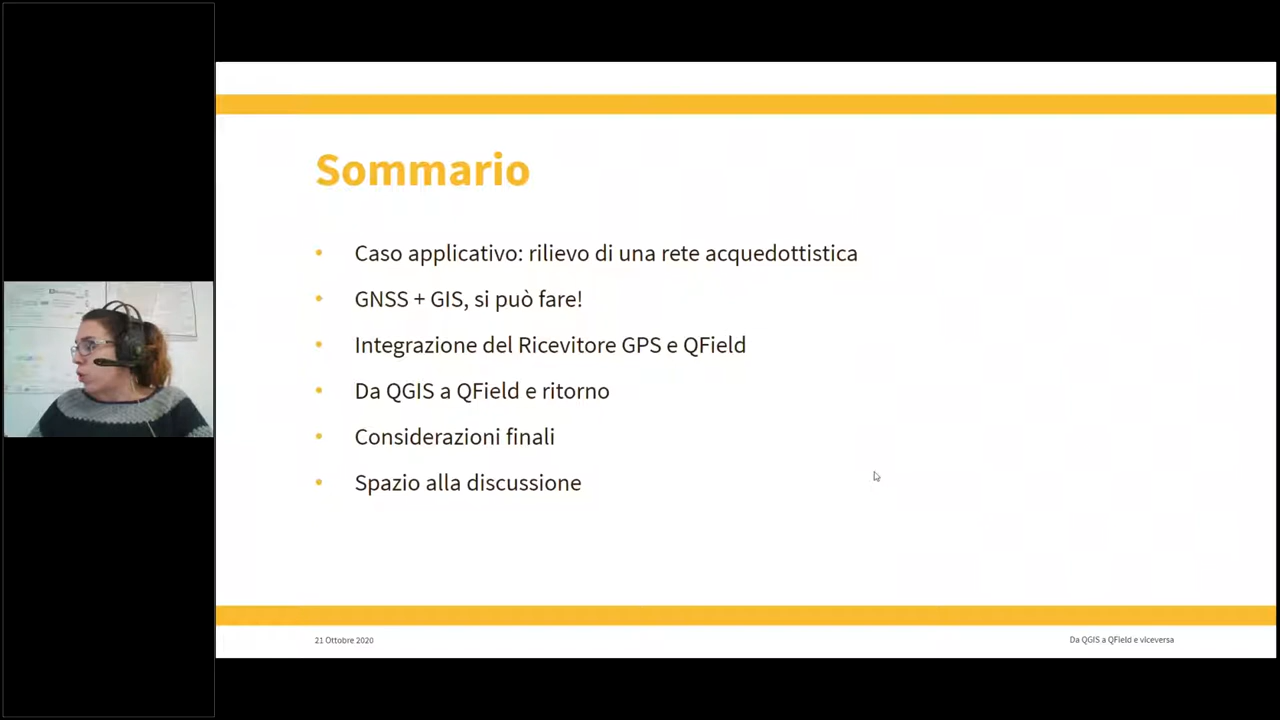 Sommario
• Caso applicativo: rilievo di una rete acquedottistica
• GNSS + GIS, si può fare!
• Integrazione del Ricevitore GPS e QField
• Da QGIS a QField e ritorno
• Considerazioni finali
• Spazio alla discussione
21 Ottobre 2020
Da QGIS a QField e viceversa